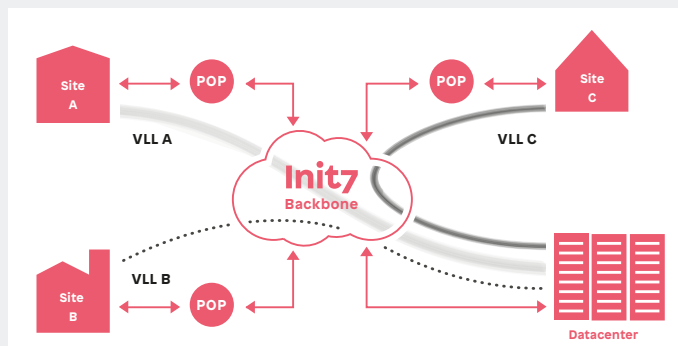 Site
A
POP
VLL A
POP
Site
C
VLL C
Init7
Backbone
Site
B
VLL B
POP
Datacenter